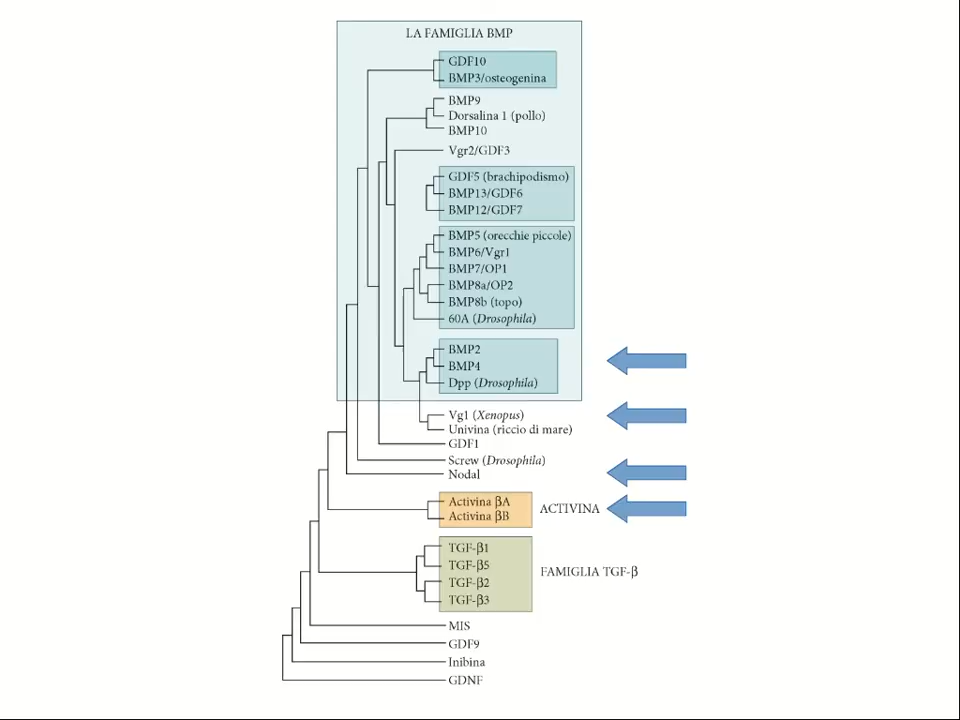 LA FAMIGLIA BMP
GDF10
BMP3/osteogenina
BMP9
Dorsalina 1 (pollo)
BMP10
Vgr2/GDF3
GDF5 (brachipodismo)
BMP13/GDF6
BMP12/GDF7
BMP5 (orecchie piccole)
BMP6/Vgr1
BMP7/OP1
BMP8a/OP2
BMP8b (topo)
60A (Drosophila)
BMP2
BMP4
Dpp (Drosophila)
Vg1 (Xenopus)
Univina (riccio di mare)
GDF1
Screw (Drosophila)
Nodal
Activina βA
Activina βB
ACTIVINA
TGF-β1
TGF-β5
TGF-β2
TGF-β3
FAMIGLIA TGF-β
MIS
GDF9
Inibina
GDNF